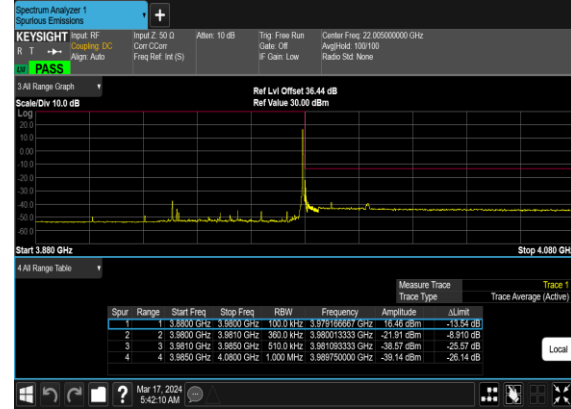 Spectrum Analyzer 1
Spurious Emissions
+
KEYSIGHT Input: RF Input Z: 50 Ω Atten: 10 dB Trig: Free Run Center Freq: 22.005000000 GHz
R T Coupling: DC Corr CCorr Gate: Off Avg|Hold: 100/100
Align: Auto Freq Ref: Int (S) IF Gain: Low Radio Std: None
LXI PASS
3 All Range Graph Ref Lvl Offset 36.44 dB
Scale/Div 10.0 dB Ref Value 30.00 dBm
Log
20.0
10.0
0.00
-10.0
-20.0
-30.0
-40.0
-50.0
-60.0
Start 3.880 GHz Stop 4.080 GHz
4 All Range Table
Measure Trace Trace 1
Trace Type Trace Average (Active)
Spur Range Start Freq Stop Freq RBW Frequency Amplitude ΔLimit
1 1 3.8800 GHz 3.9800 GHz 100.0 kHz 3.979166667 GHz 16.46 dBm -13.54 dB
2 2 3.9800 GHz 3.9810 GHz 360.0 kHz 3.980013333 GHz -21.91 dBm -8.910 dB
3 3 3.9810 GHz 3.9850 GHz 510.0 kHz 3.981093333 GHz -38.57 dBm -25.57 dB
4 4 3.9850 GHz 4.0800 GHz 1.000 MHz 3.989750000 GHz -39.14 dBm -26.14 dB
Local
? Mar 17, 2024
5:42:10 AM